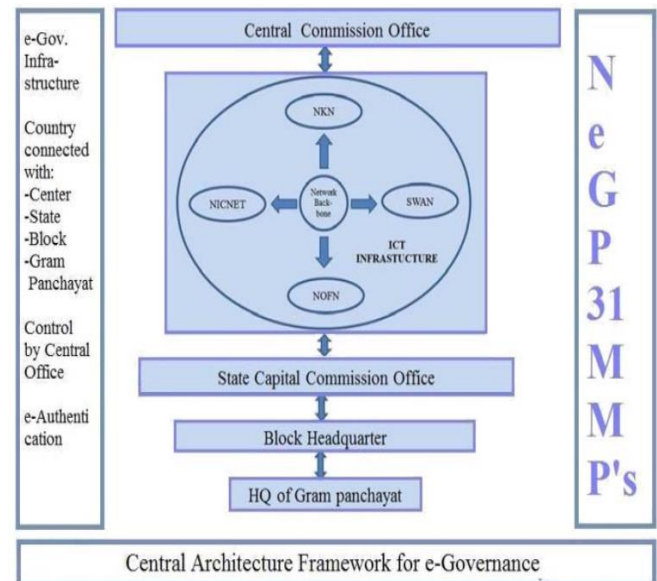 e-Gov.
Infra-
structure
Country
connected
with:
-Center
-State
-Block
-Gram
Panchayat
Control
by Central
Office
e-Authenti
cation
Central Commission Office
NKN
NICNET
Network
Back-
bone
SWAN
ICT
INFRASTUCTURE
NOFN
State Capital Commission Office
Block Headquarter
HQ of Gram panchayat
N
e
G
P
31
M
M
P's
Central Architecture Framework for e-Governance